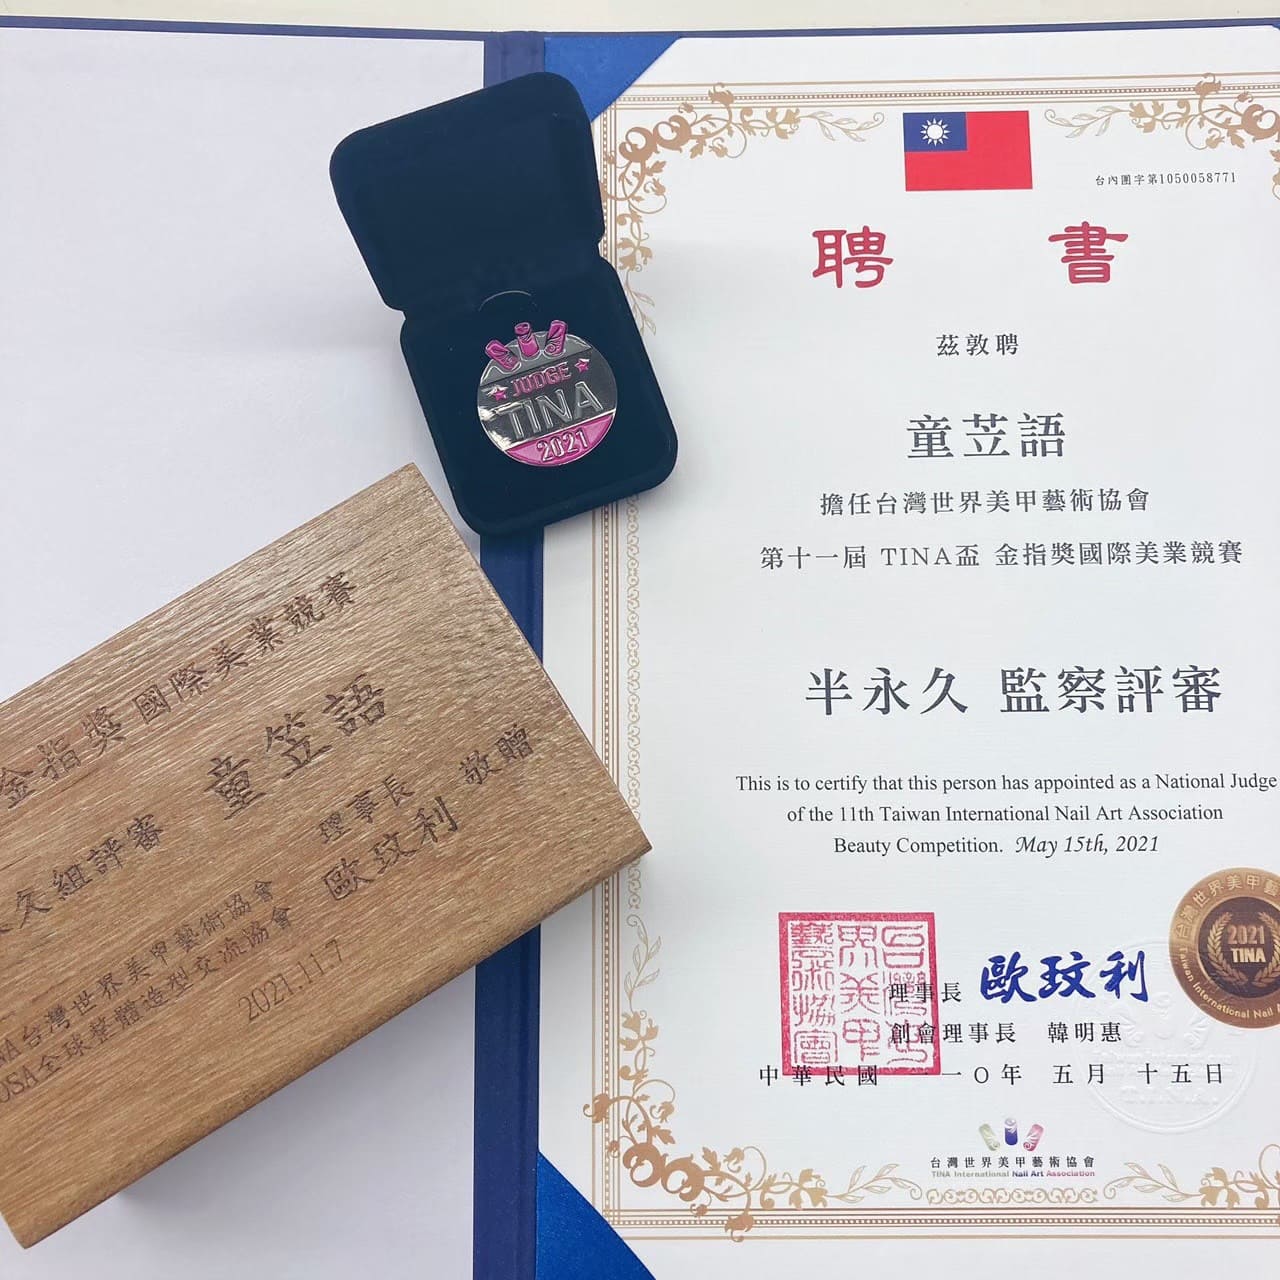 台內團字第1050058771
聘 書
茲敦聘
童苙語
擔任台灣世界美甲藝術協會
第十一屆 TINA盃 金指獎國際美業競賽
半永久 監察評審
This is to certify that this person has appointed as a National Judge
of the 11th Taiwan International Nail Art Association
Beauty Competition. May 15th, 2021
理事長 歐玟利
創會理事長 韓明惠
中華民國 一一〇年 五月 十五日
台灣世界美甲藝術協會
台灣世界美甲藝術協會
TINA International Nail Art Association
台灣世界美甲藝
2021
TINA
Taiwan International Nail
JUDGE
TINA
2021
金指獎 國際美業競賽
永久組評審 童笠語
理事長 歐玟利 敬贈
NA台灣世界美甲藝術協會
OSA全球整體造型交流協會
2021.11.7